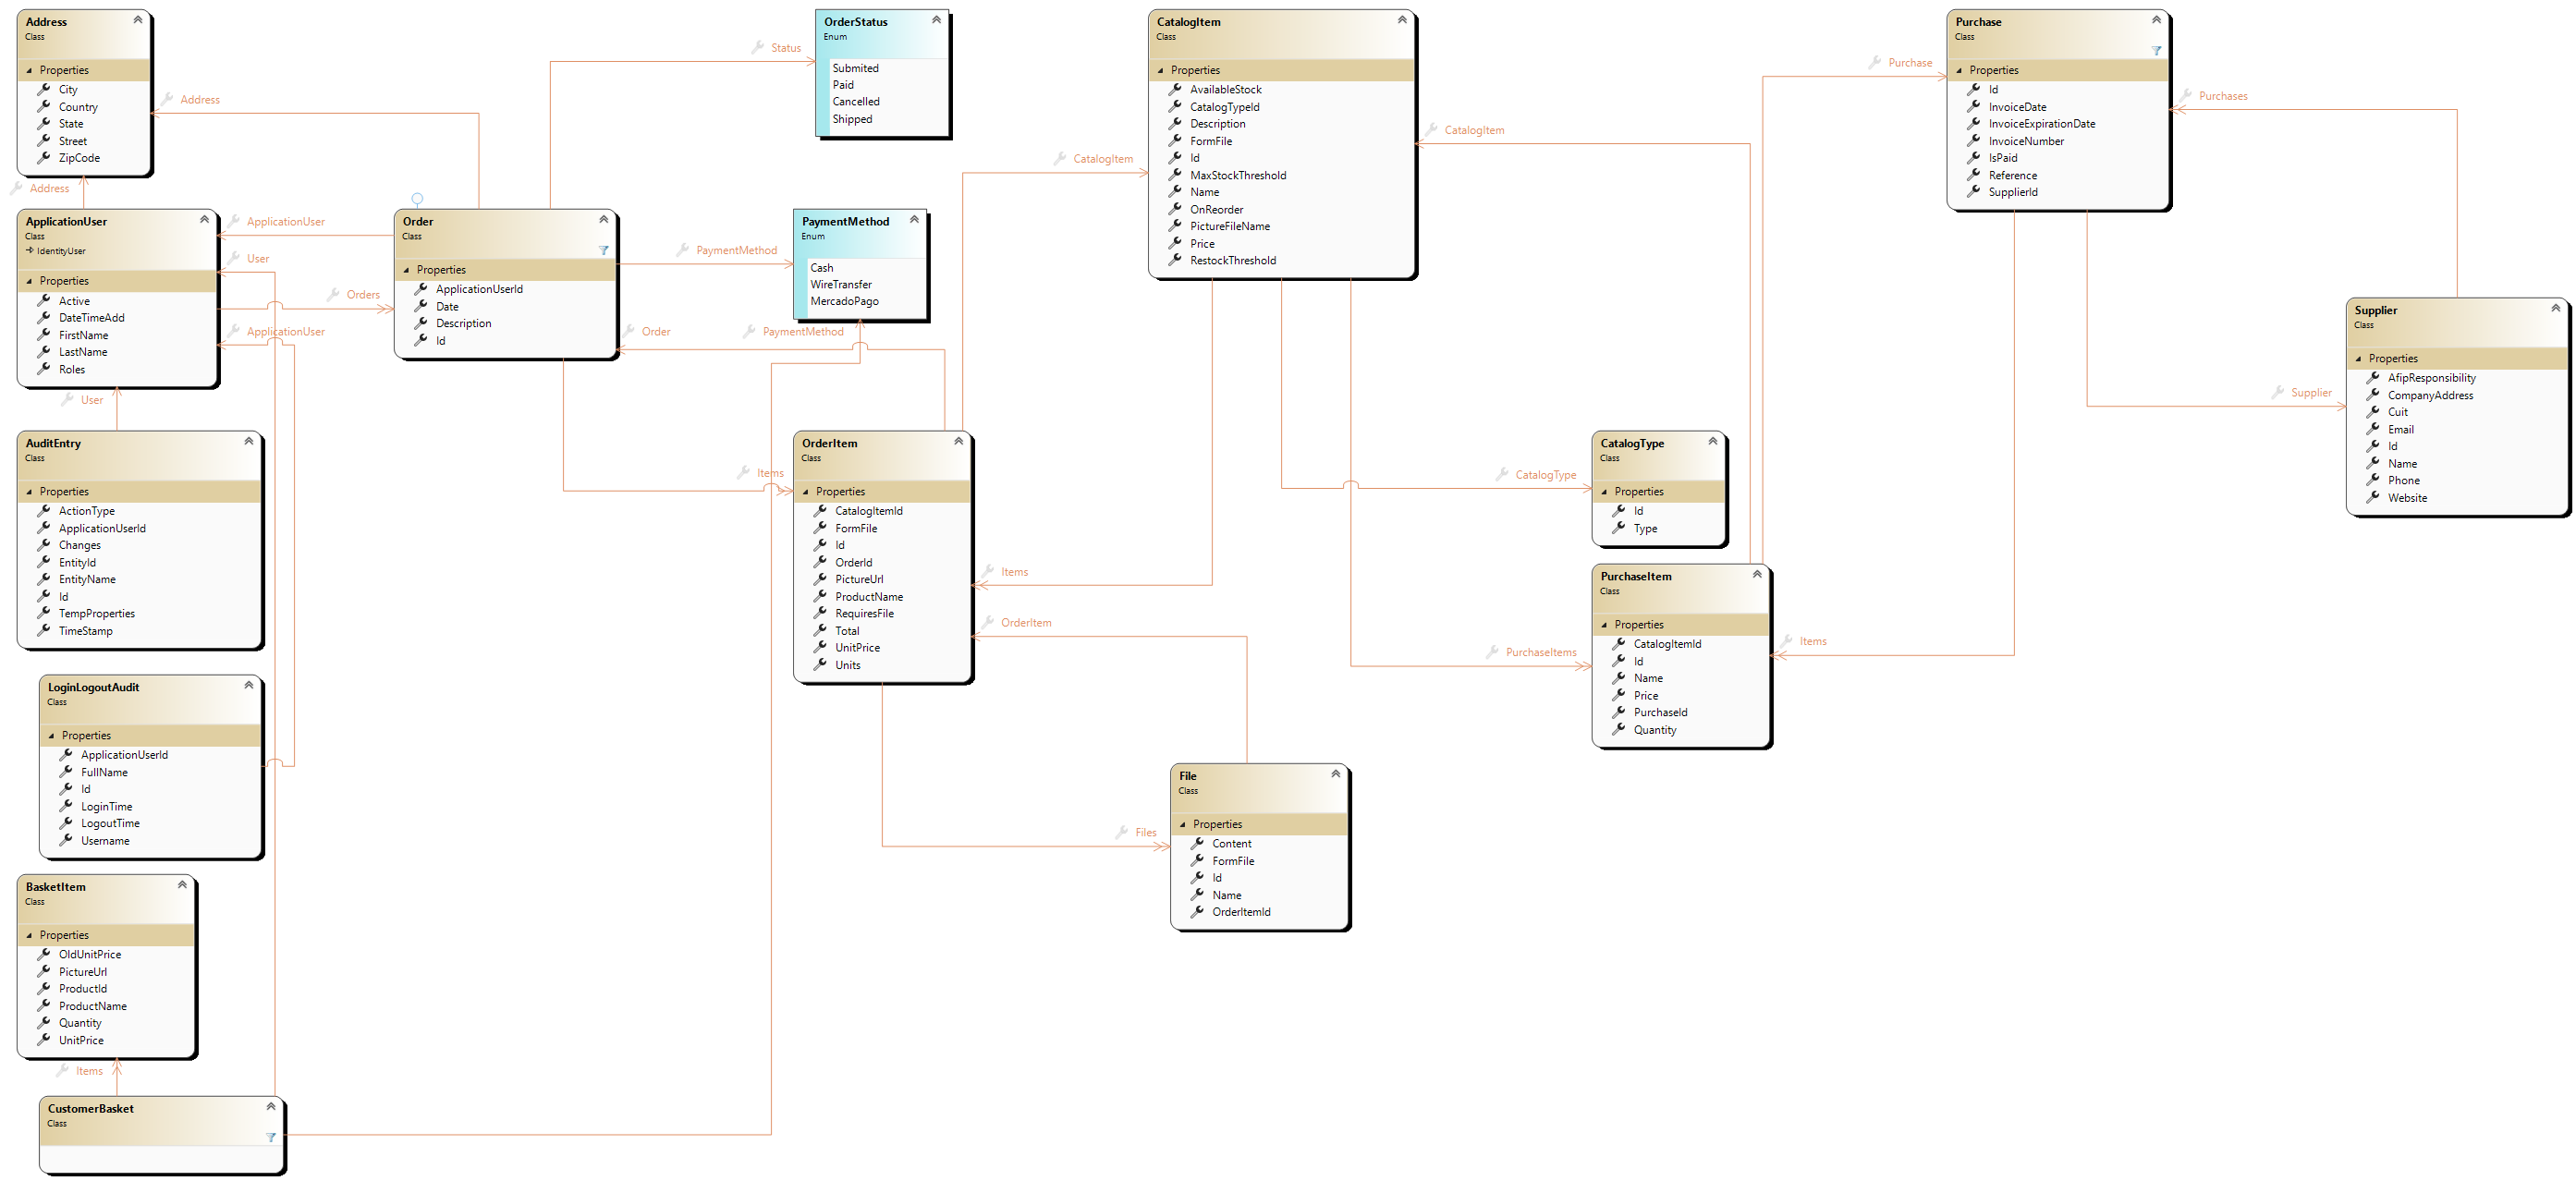 Address
Class
Properties
City
Country
State
Street
ZipCode
Address
Address
ApplicationUser
Class
IdentityUser
Properties
Active
DateTimeAdd
FirstName
LastName
Roles
ApplicationUser
User
Orders
ApplicationUser
User
AuditEntry
Class
Properties
ActionType
ApplicationUserId
Changes
EntityId
EntityName
Id
TempProperties
TimeStamp
LoginLogoutAudit
Class
Properties
ApplicationUserId
FullName
Id
LoginTime
LogoutTime
Username
BasketItem
Class
Properties
OldUnitPrice
PictureUrl
ProductId
ProductName
Quantity
UnitPrice
Items
CustomerBasket
Class
Order
Class
Properties
ApplicationUserId
Date
Description
Id
Status
OrderStatus
Enum
Submited
Paid
Cancelled
Shipped
PaymentMethod
PaymentMethod
Enum
Cash
WireTransfer
MercadoPago
Order
PaymentMethod
Items
OrderItem
Class
Properties
CatalogItemId
FormFile
Id
OrderId
PictureUrl
ProductName
RequiresFile
Total
UnitPrice
Units
CatalogItem
CatalogItem
Class
Properties
AvailableStock
CatalogTypeId
Description
FormFile
Id
MaxStockThreshold
Name
OnReorder
PictureFileName
Price
RestockThreshold
CatalogItem
Items
OrderItem
Files
File
Class
Properties
Content
FormFile
Id
Name
OrderItemId
CatalogType
CatalogType
Class
Properties
Id
Type
PurchaseItems
PurchaseItem
Class
Properties
CatalogItemId
Id
Name
Price
PurchaseId
Quantity
Items
Purchase
Purchase
Class
Properties
Id
InvoiceDate
InvoiceExpirationDate
InvoiceNumber
IsPaid
Reference
SupplierId
Purchases
Supplier
Supplier
Class
Properties
AfipResponsibility
CompanyAddress
Cuit
Email
Id
Name
Phone
Website